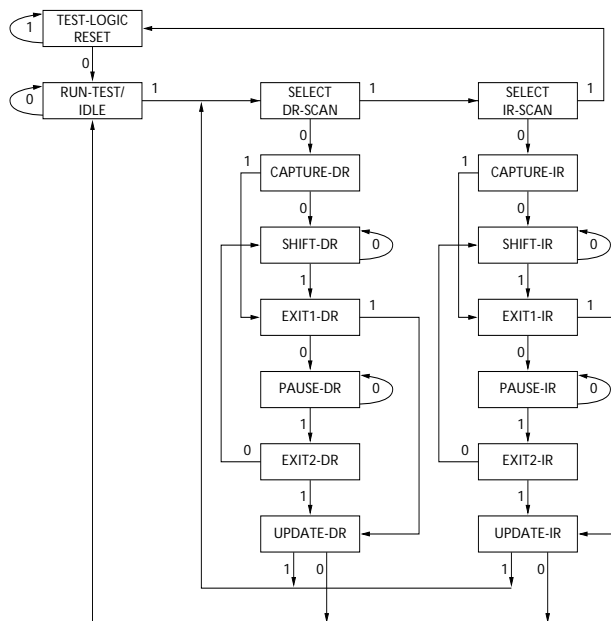 TEST-LOGIC
RESET
1
0
RUN-TEST/
IDLE
0
1
SELECT
DR-SCAN
1
SELECT
IR-SCAN
1
0
0
1
CAPTURE-DR
1
CAPTURE-IR
0
0
SHIFT-DR
0
SHIFT-IR
0
1
1
EXIT1-DR
1
EXIT1-IR
1
0
0
PAUSE-DR
0
PAUSE-IR
0
1
1
0
EXIT2-DR
0
EXIT2-IR
1
1
UPDATE-DR
UPDATE-IR
1
0
1
0